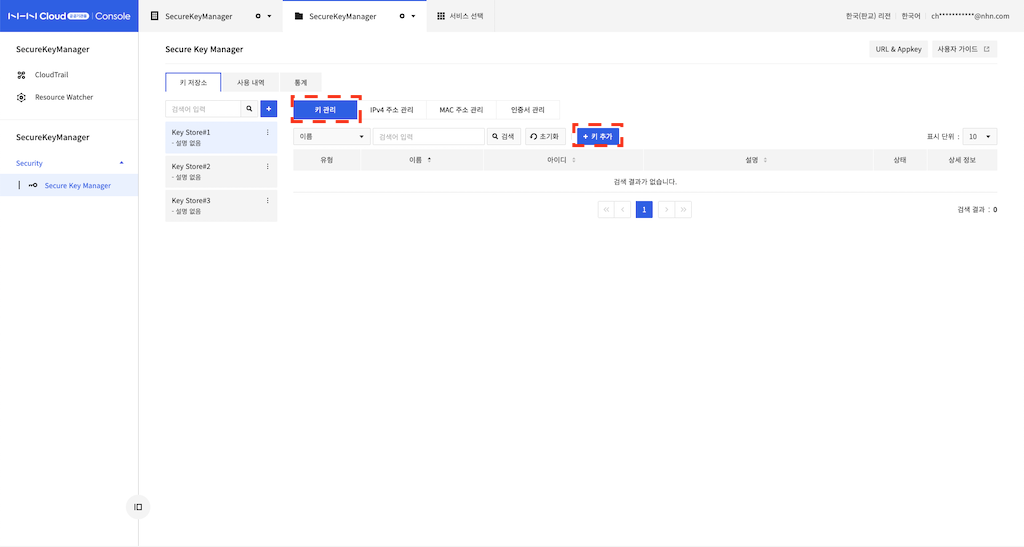 NHN Cloud 공공기관용 Console
SecureKeyManager
SecureKeyManager
서비스 선택
한국(판교) 리전
한국어
ch***********@nhn.com
SecureKeyManager
CloudTrail
Resource Watcher
SecureKeyManager
Security
Secure Key Manager
Secure Key Manager
URL & Appkey
사용자 가이드
키 저장소
사용 내역
통계
검색어 입력
+
Key Store#1
- 설명 없음
Key Store#2
- 설명 없음
Key Store#3
- 설명 없음
키 관리
IPv4 주소 관리
MAC 주소 관리
인증서 관리
이름
검색어 입력
검색
초기화
+ 키 추가
표시 단위 : 10
유형
이름
아이디
설명
상태
상세 정보
검색 결과가 없습니다.
1
검색 결과 : 0